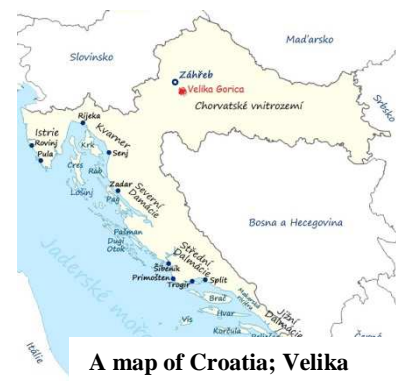 Slovinsko
Maďarsko
Záhřeb
Velika Gorica
Chorvatské vnitrozemí
Srbsko
Rijeka
Istrie
Kvarner
Rovinj
Krk
Pula
Senj
Cres
Rab
Lošinj
Zadar
Pag
Severní
Dalmácie
Bosna a Hecegovina
Jaderské moře
Pašman
Dugi
Otok
Střední
Dalmácie
Šibenik
Primošten
Split
Trogir
Brač
Makarská
Jižní
Dalmácie
Hvar
Vis
Korčula
Itálie
A map of Croatia; Velika